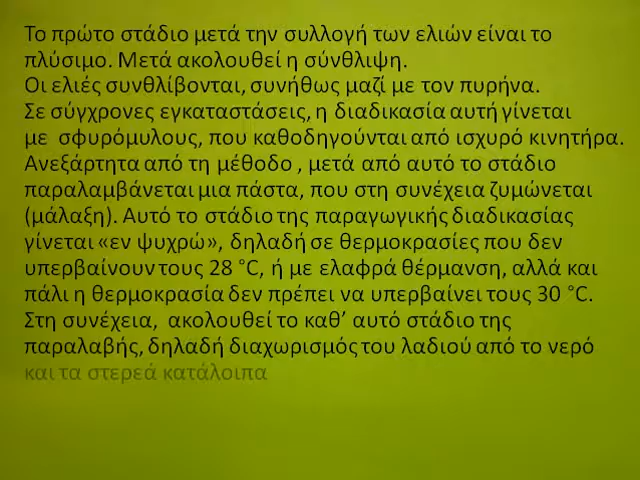 Το πρώτο στάδιο μετά την συλλογή των ελιών είναι το
πλύσιμο. Μετά ακολουθεί η σύνθλιψη.
Οι ελιές συνθλίβονται, συνήθως μαζί με τον πυρήνα.
Σε σύγχρονες εγκαταστάσεις, η διαδικασία αυτή γίνεται
με σφυρόμυλους, που καθοδηγούνται από ισχυρό κινητήρα.
Ανεξάρτητα από τη μέθοδο , μετά από αυτό το στάδιο
παραλαμβάνεται μια πάστα, που στη συνέχεια ζυμώνεται
(μάλαξη). Αυτό το στάδιο της παραγωγικής διαδικασίας
γίνεται «εν ψυχρώ», δηλαδή σε θερμοκρασίες που δεν
υπερβαίνουν τους 28 °C, ή με ελαφρά θέρμανση, αλλά και
πάλι η θερμοκρασία δεν πρέπει να υπερβαίνει τους 30 °C.
Στη συνέχεια, ακολουθεί το καθ’ αυτό στάδιο της
παραλαβής, δηλαδή διαχωρισμός του λαδιού από το νερό
και τα στερεά κατάλοιπα